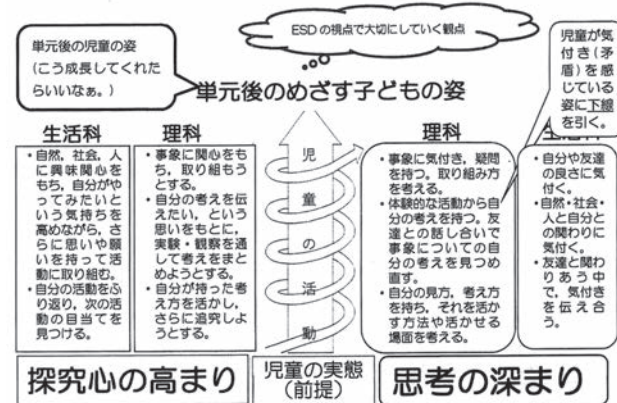 ESDの視点で大切にしていく観点
単元後の児童の姿
(こう成長してくれた
らいいなぁ。)
児童が気
付き(矛
盾)を感
じている
姿に下線
を引く。
単元後のめざす子どもの姿
生活科
・自然,社会,人
に興味関心を
もち,自分がや
ってみたいと
いう気持ちを
高めながら,さ
らに思いや願
いを持って活
動に取り組む。
・自分の活動をふ
り返り,次の活
動の目当てを
見つける。
理科
・事象に関心をも
ち,取り組もう
とする。
・自分の考えを伝
えたい,という
思いをもとに,
実験・観察を通
して考えをまと
めようとする。
・自分が持った考
え方を活かし,
さらに追究しよ
うとする。
児
童
の
活
動
理科
・事象に気付き,疑問
を持つ。取り組み方
を考える。
・体験的な活動から自
分の考えを持つ。友
達との話し合いで
事象についての自
分の考えを見つめ
直す。
・自分の見方,考え方
を持ち,それを活か
す方法や活かせる
場面を考える。
・自分や友達
の良さに気
付く。
・自然・社会・
人と自分と
の関わりに
気付く。
・友達と関わ
りあう中
で,気付き
を伝え合
う。
探究心の高まり
児童の実態
(前提)
思考の深まり